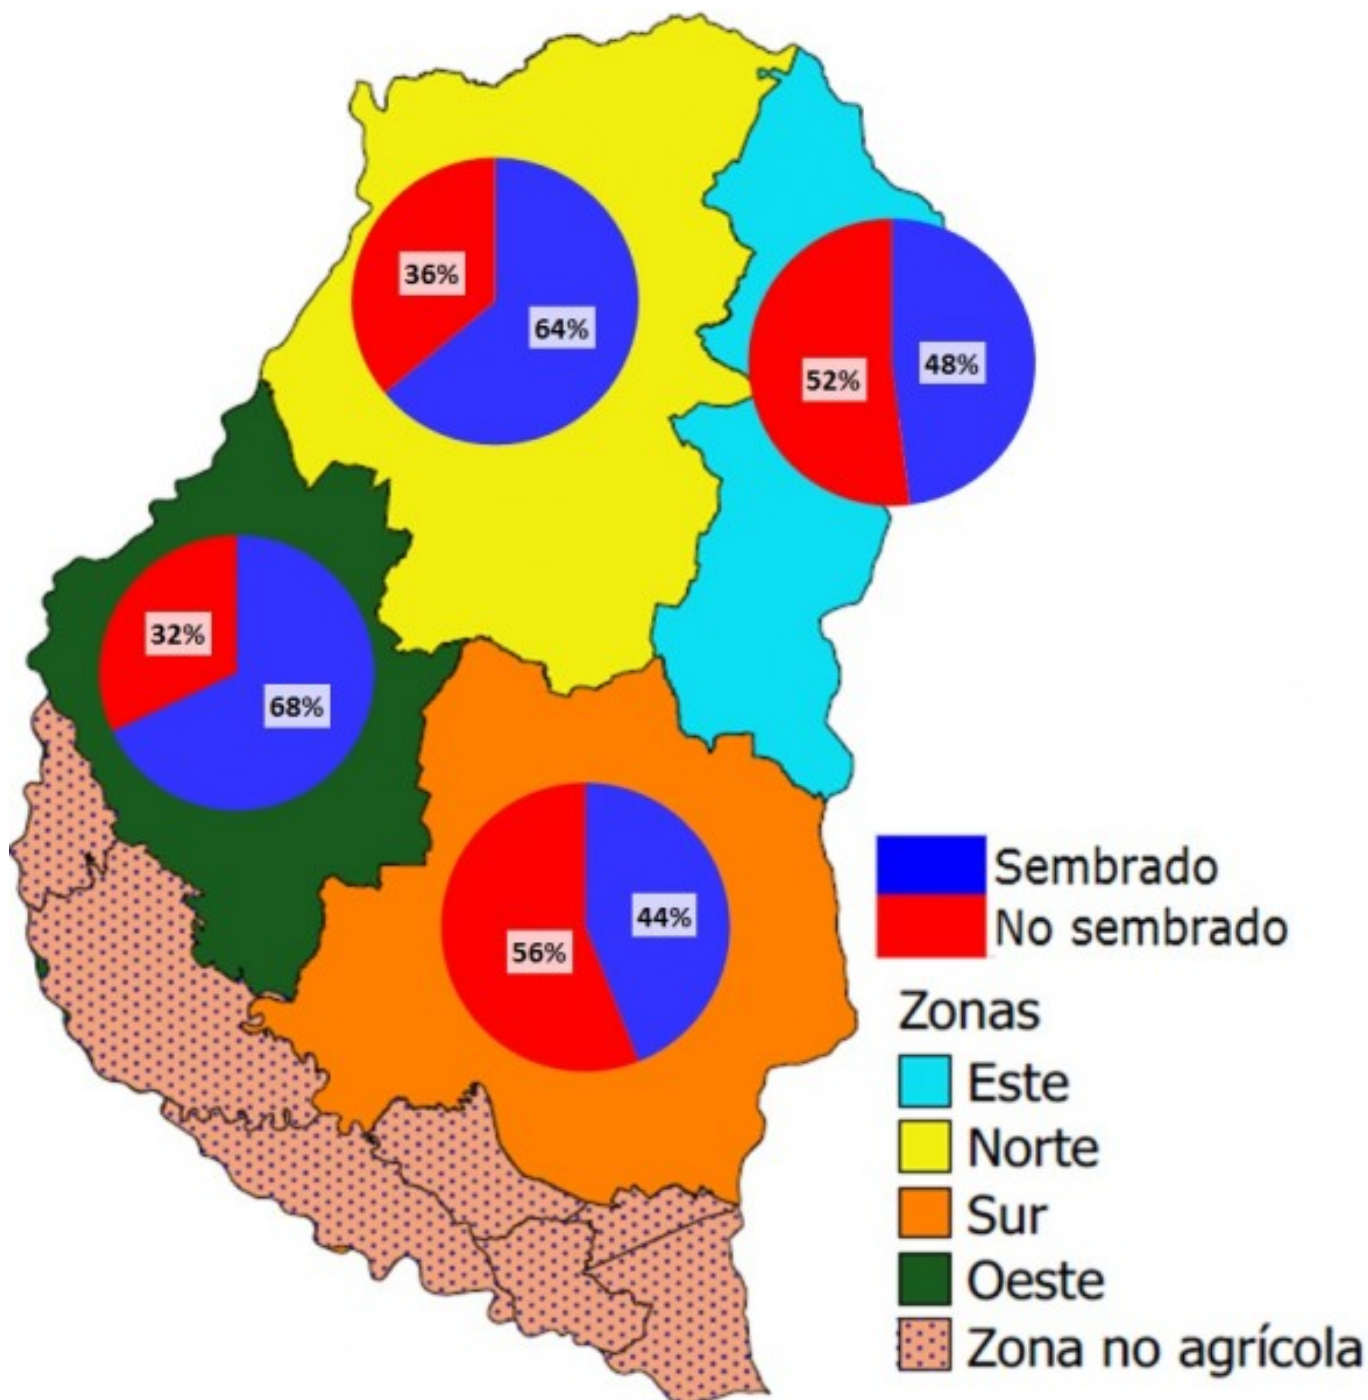 36%
64%
52%
48%
32%
68%
56%
44%
Sembrado
No sembrado
Zonas
Este
Norte
Sur
Oeste
Zona no agrícola